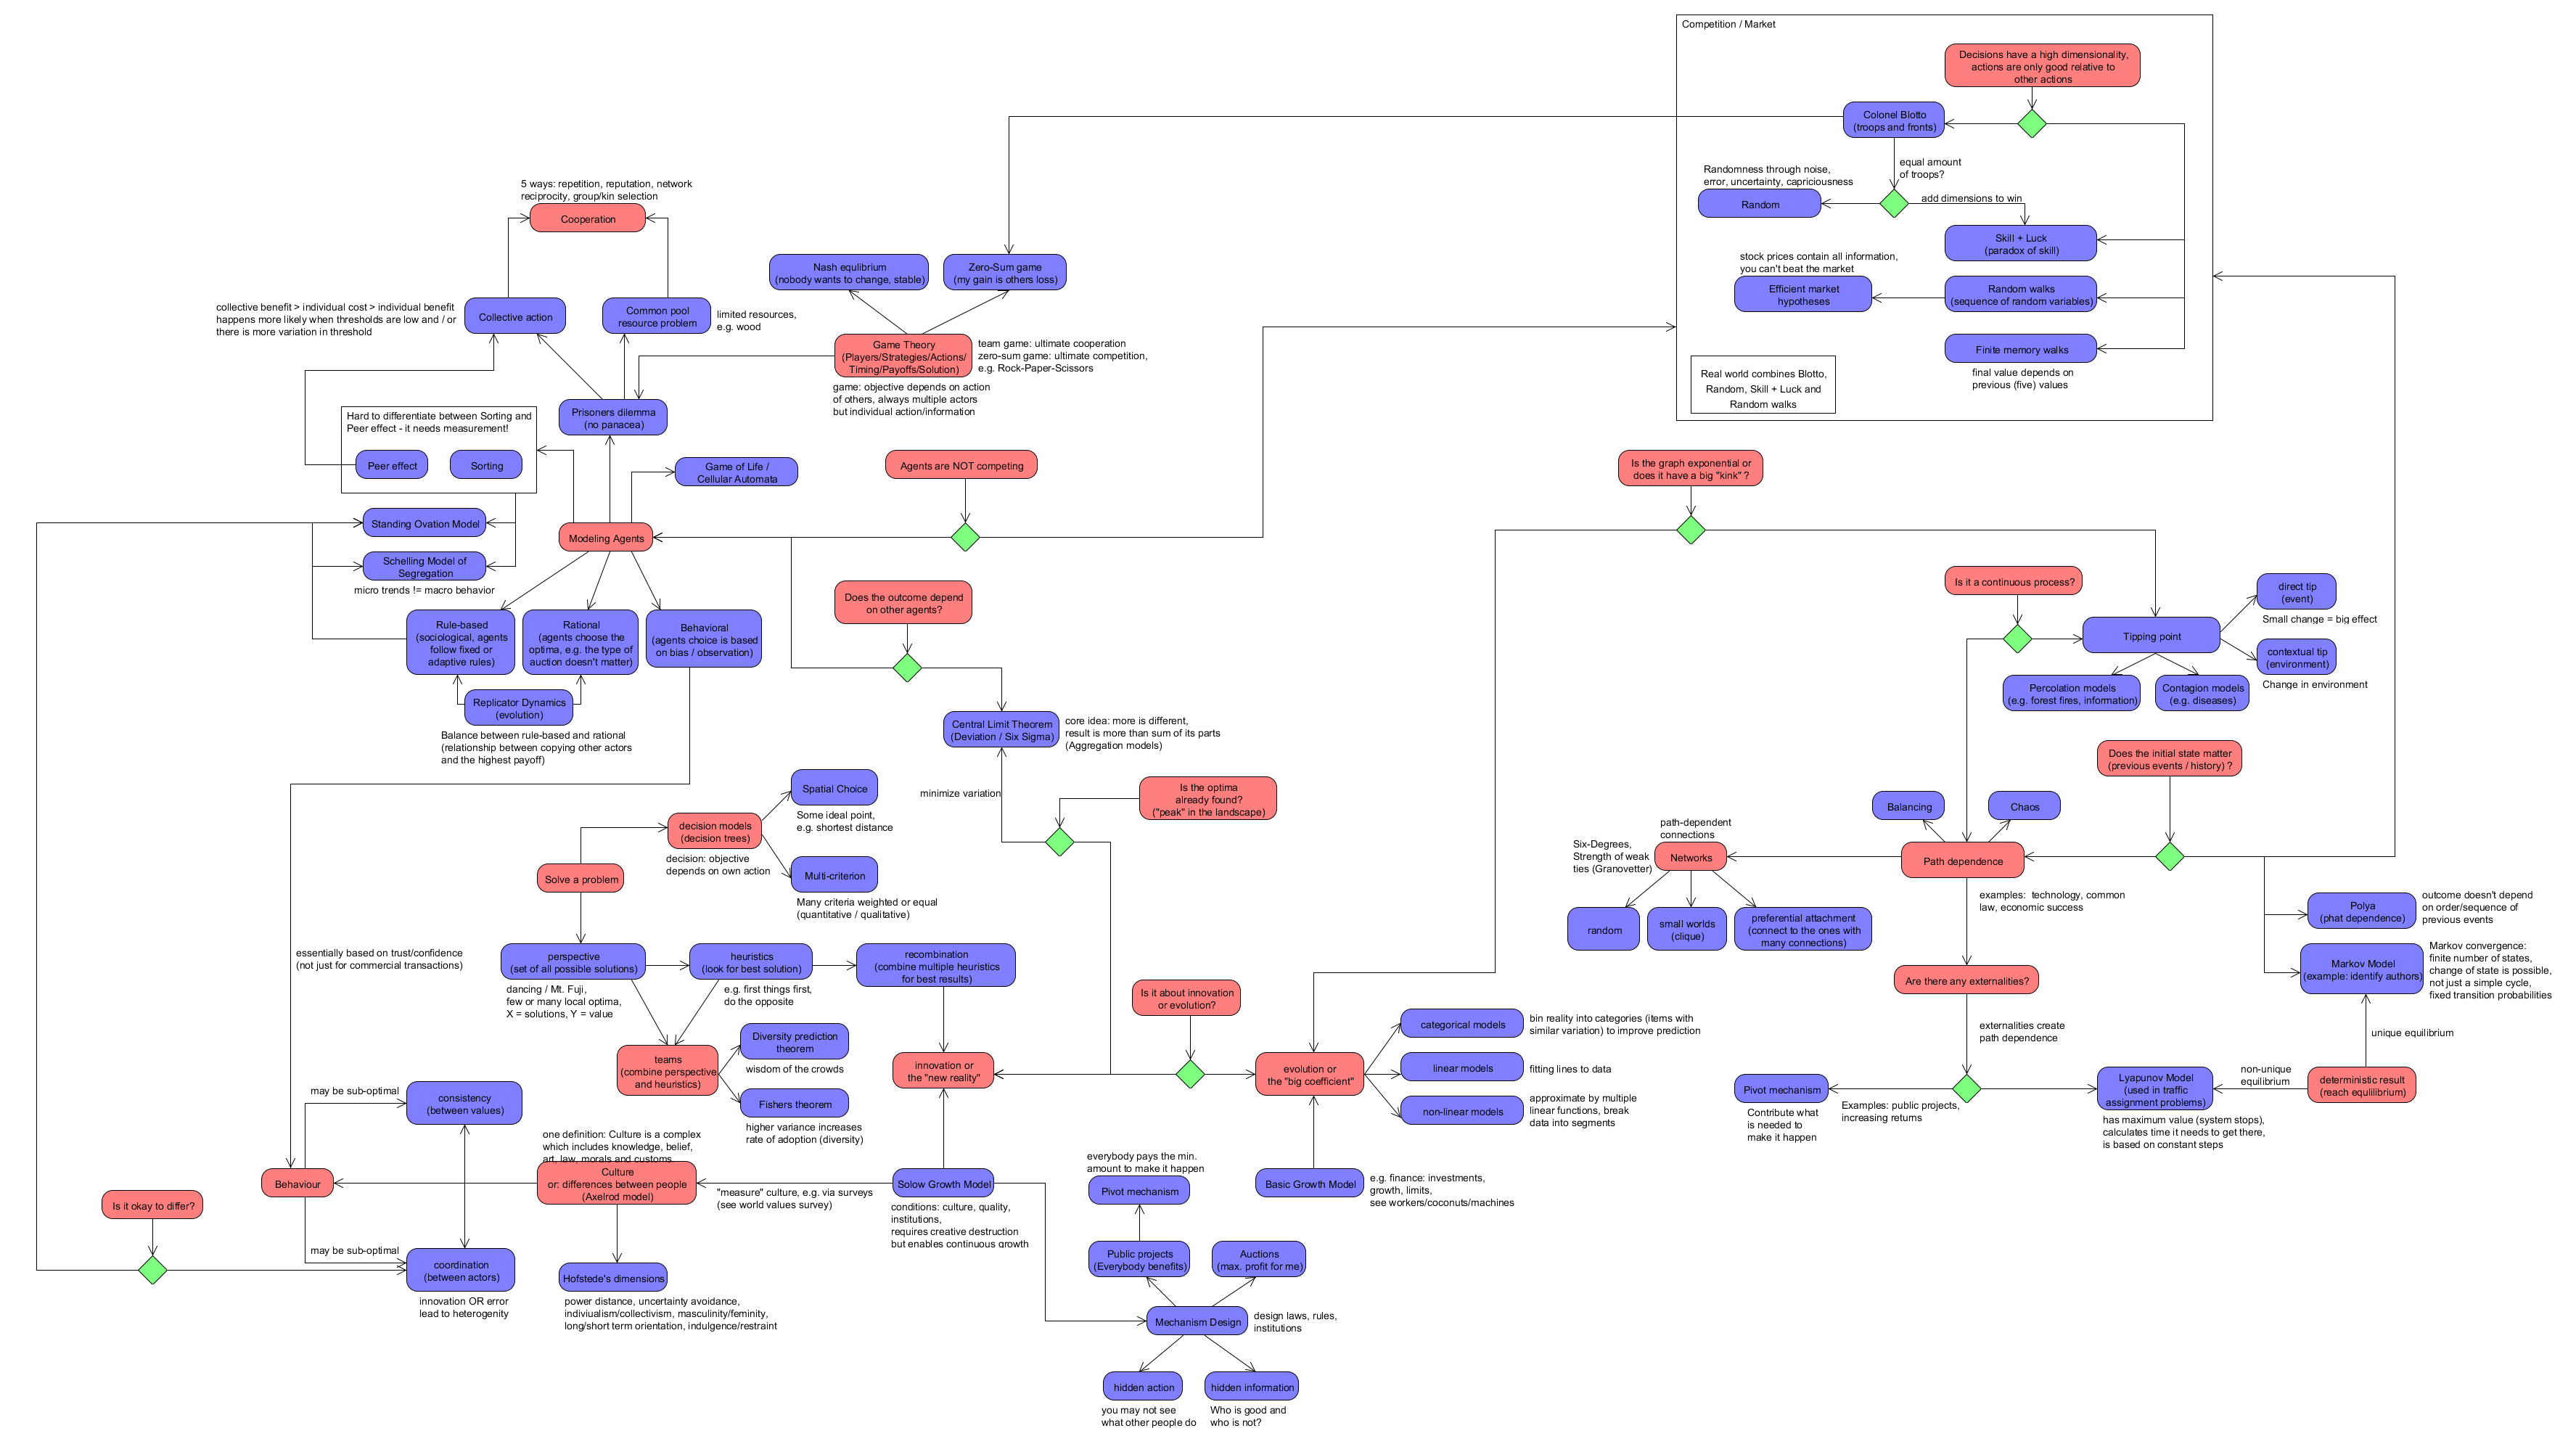 Competition / Market
Decisions have a high dimensionality,
actions are only good relative to
other actions
Colonel Blotto
(troops and fronts)
equal amount
of troops?
Randomness through noise,
error, uncertainty, capriciousness
Random
add dimensions to win
Skill + Luck
(paradox of skill)
stock prices contain all information,
you can't beat the market
Efficient market
hypotheses
Random walks
(sequence of random variables)
Finite memory walks
final value depends on
previous (five) values
Real world combines Blotto,
Random, Skill + Luck and
Random walks
5 ways: repetition, reputation, network
reciprocity, group/kin selection
Cooperation
Nash equlibrium
(nobody wants to change, stable)
Zero-Sum game
(my gain is others loss)
collective benefit > individual cost > individual benefit
happens more likely when thresholds are low and / or
there is more variation in threshold
Collective action
Common pool
resource problem
limited resources,
e.g. wood
Game Theory
(Players/Strategies/Actions/
Timing/Payoffs/Solution)
team game: ultimate cooperation
zero-sum game: ultimate competition,
e.g. Rock-Paper-Scissors
game: objective depends on action
of others, always multiple actors
but individual action/information
Hard to differentiate between Sorting and
Peer effect - it needs measurement!
Peer effect
Sorting
Prisoners dilemma
(no panacea)
Game of Life /
Cellular Automata
Agents are NOT competing
Is the graph exponential or
does it have a big "kink" ?
Standing Ovation Model
Modeling Agents
Schelling Model of
Segregation
micro trends != macro behavior
Does the outcome depend
on other agents?
Is it a continuous process?
direct tip
(event)
Small change = big effect
Tipping point
contextual tip
(environment)
Change in environment
Rule-based
(sociological, agents
follow fixed or
adaptive rules)
Rational
(agents choose the
optima, e.g. the type of
auction doesn't matter)
Behavioral
(agents choice is based
on bias / observation)
Replicator Dynamics
(evolution)
Balance between rule-based and rational
(relationship between copying other actors
and the highest payoff)
Percolation models
(e.g. forest fires, information)
Contagion models
(e.g. diseases)
Central Limit Theorem
(Deviation / Six Sigma)
core idea: more is different,
result is more than sum of its parts
(Aggregation models)
Does the initial state matter
(previous events / history) ?
minimize variation
Is the optima
already found?
("peak" in the landscape)
Spatial Choice
Some ideal point,
e.g. shortest distance
decision models
(decision trees)
decision: objective
depends on own action
Multi-criterion
Many criteria weighted or equal
(quantitative / qualitative)
Solve a problem
Balancing
Chaos
path-dependent
connections
Six-Degrees,
Strength of weak
ties (Granovetter)
Networks
Path dependence
examples:  technology, common
law, economic success
random
small worlds
(clique)
preferential attachment
(connect to the ones with
many connections)
Polya
(phat dependence)
outcome doesn't depend
on order/sequence of
previous events
Markov Model
(example: identify authors)
Markov convergence:
finite number of states,
change of state is possible,
not just a simple cycle,
fixed transition probabilities
essentially based on trust/confidence
(not just for commercial transactions)
perspective
(set of all possible solutions)
dancing / Mt. Fuji,
few or many local optima,
X = solutions, Y = value
heuristics
(look for best solution)
e.g. first things first,
do the opposite
recombination
(combine multiple heuristics
for best results)
Is it about innovation
or evolution?
Are there any externalities?
externalities create
path dependence
unique equilibrium
teams
(combine perspective
and heuristics)
Diversity prediction
theorem
wisdom of the crowds
Fishers theorem
higher variance increases
rate of adoption (diversity)
innovation or
the "new reality"
evolution or
the "big coefficient"
categorical models
bin reality into categories (items with
similar variation) to improve prediction
linear models
fitting lines to data
non-linear models
approximate by multiple
linear functions, break
data into segments
Pivot mechanism
Contribute what
is needed to
make it happen
Examples: public projects,
increasing returns
Lyapunov Model
(used in traffic
assignment problems)
has maximum value (system stops),
calculates time it needs to get there,
is based on constant steps
non-unique
equilibrium
deterministic result
(reach equlilibrium)
may be sub-optimal
consistency
(between values)
one definition: Culture is a complex
which includes knowledge, belief,
art, law, morals and customs.
Culture
or: differences between people
(Axelrod model)
Behaviour
Is it okay to differ?
may be sub-optimal
coordination
(between actors)
innovation OR error
lead to heterogenity
"measure" culture, e.g. via surveys
(see world values survey)
Solow Growth Model
conditions: culture, quality,
institutions,
requires creative destruction
but enables continuous growth
Hofstede's dimensions
power distance, uncertainty avoidance,
indiviualism/collectivism, masculinity/feminity,
long/short term orientation, indulgence/restraint
everybody pays the min.
amount to make it happen
Pivot mechanism
Basic Growth Model
e.g. finance: investments,
growth, limits,
see workers/coconuts/machines
Public projects
(Everybody benefits)
Auctions
(max. profit for me)
Mechanism Design
design laws, rules,
institutions
hidden action
you may not see
what other people do
hidden information
Who is good and
who is not?